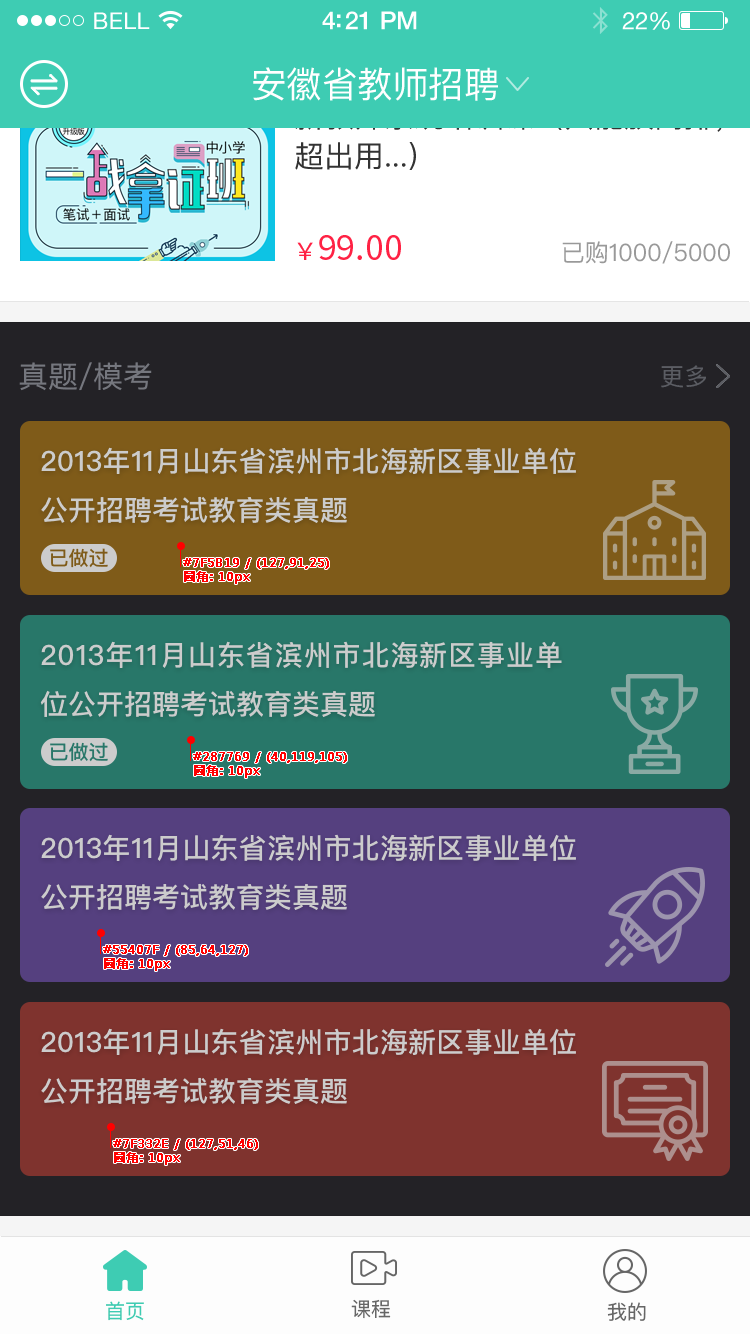 BELL 4:21 PM 22%
安徽省教师招聘
升级版
中小学
一战拿证班
笔试+面试
超出用...)
¥99.00
已购1000/5000
真题/模考
更多
2013年11月山东省滨州市北海新区事业单位
公开招聘考试教育类真题
已做过
#7F5B19 / (127,91,25)
圆角: 10px
2013年11月山东省滨州市北海新区事业单
位公开招聘考试教育类真题
已做过
#287769 / (40,119,105)
圆角: 10px
2013年11月山东省滨州市北海新区事业单位
公开招聘考试教育类真题
#55407F / (85,64,127)
圆角: 10px
2013年11月山东省滨州市北海新区事业单位
公开招聘考试教育类真题
#7F332E / (127,51,46)
圆角: 10px
首页
课程
我的